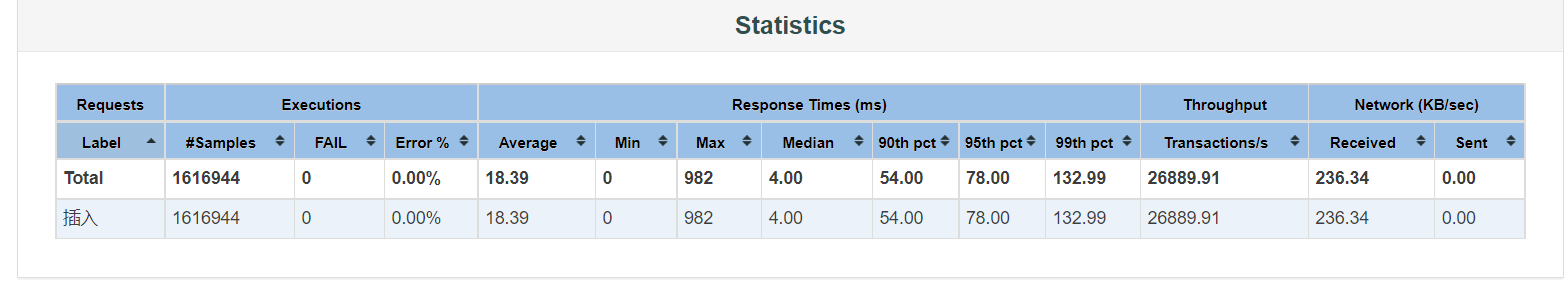 Statistics
Requests Executions Response Times (ms) Throughput Network (KB/sec)
Label #Samples FAIL Error % Average Min Max Median 90th pct 95th pct 99th pct Transactions/s Received Sent
Total 1616944 0 0.00% 18.39 0 982 4.00 54.00 78.00 132.99 26889.91 236.34 0.00
插入 1616944 0 0.00% 18.39 0 982 4.00 54.00 78.00 132.99 26889.91 236.34 0.00